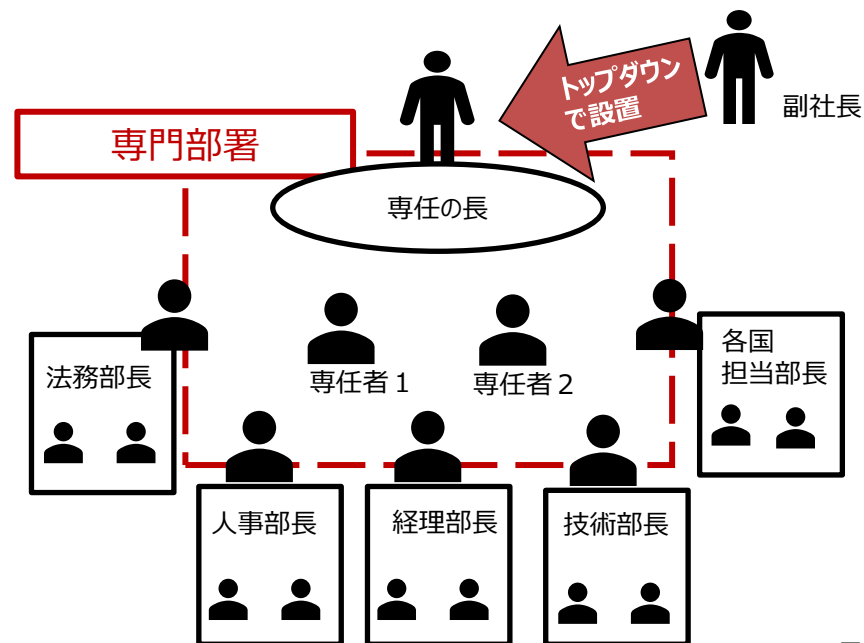 トップダウン
で設置
副社長
専門部署
専任の長
法務部長
専任者１
専任者２
各国
担当部長
人事部長
経理部長
技術部長